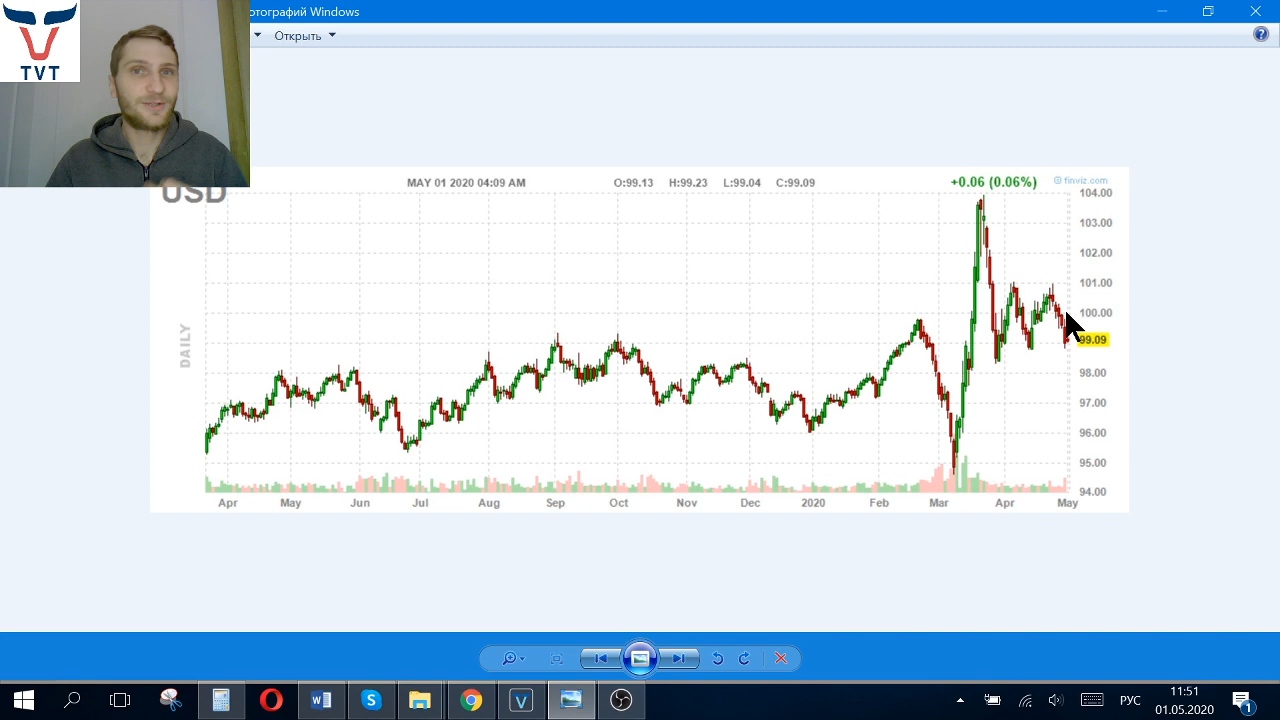 отографий Windows
Открыть
TVT
USD
MAY 01 2020 04:09 AM O:99.13 H:99.23 L:99.04 C:99.09 +0.06 (0.06%) © finviz.com
DAILY
104.00
103.00
102.00
101.00
100.00
99.09
98.00
97.00
96.00
95.00
94.00
Apr May Jun Jul Aug Sep Oct Nov Dec 2020 Feb Mar Apr May
РУС
11:51
01.05.2020
1